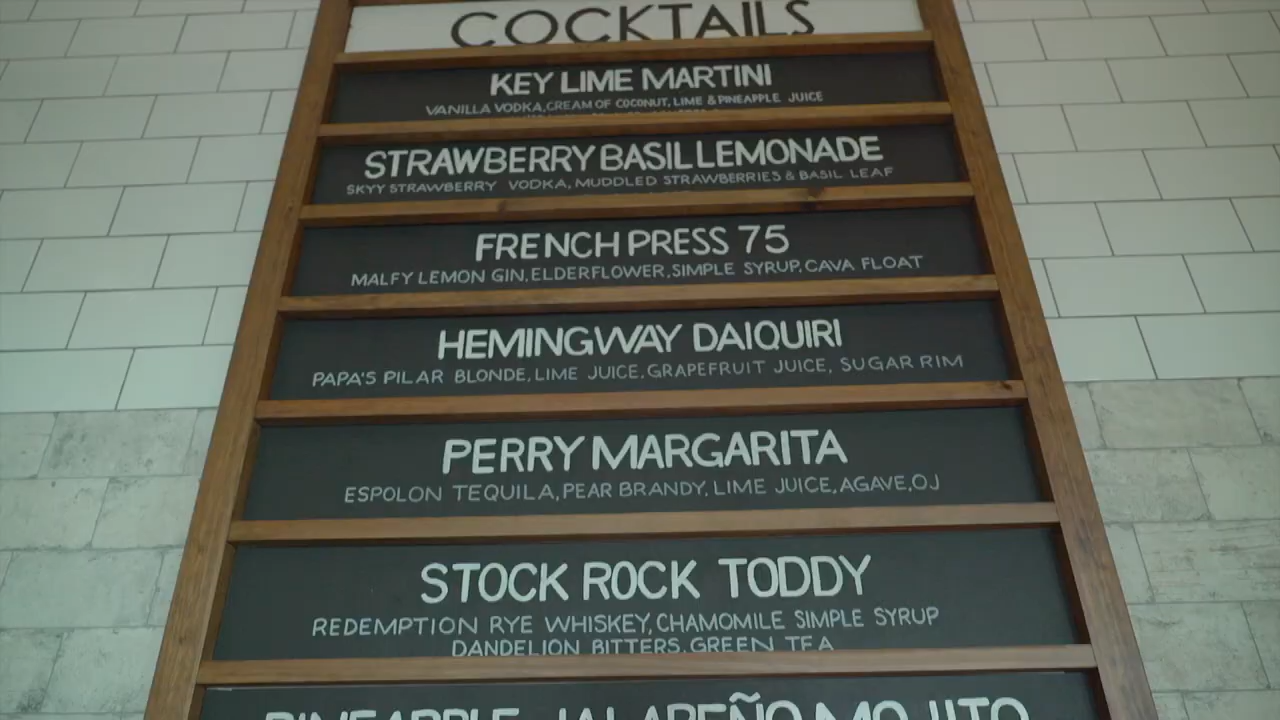 COCKTAILS
KEY LIME MARTINI
VANILLA VODKA, CREAM OF COCONUT, LIME & PINEAPPLE JUICE
STRAWBERRY BASIL LEMONADE
SKYY STRAWBERRY VODKA, MUDDLED STRAWBERRIES & BASIL LEAF
FRENCH PRESS 75
MALFY LEMON GIN, ELDERFLOWER, SIMPLE SYRUP, CAVA FLOAT
HEMINGWAY DAIQUIRI
PAPA'S PILAR BLONDE, LIME JUICE, GRAPEFRUIT JUICE, SUGAR RIM
PERRY MARGARITA
ESPOLON TEQUILA, PEAR BRANDY, LIME JUICE, AGAVE, OJ
STOCK ROCK TODDY
REDEMPTION RYE WHISKEY, CHAMOMILE SIMPLE SYRUP
DANDELION BITTERS, GREEN TEA
PINEAPPLE JALAPEÑO MOJITO